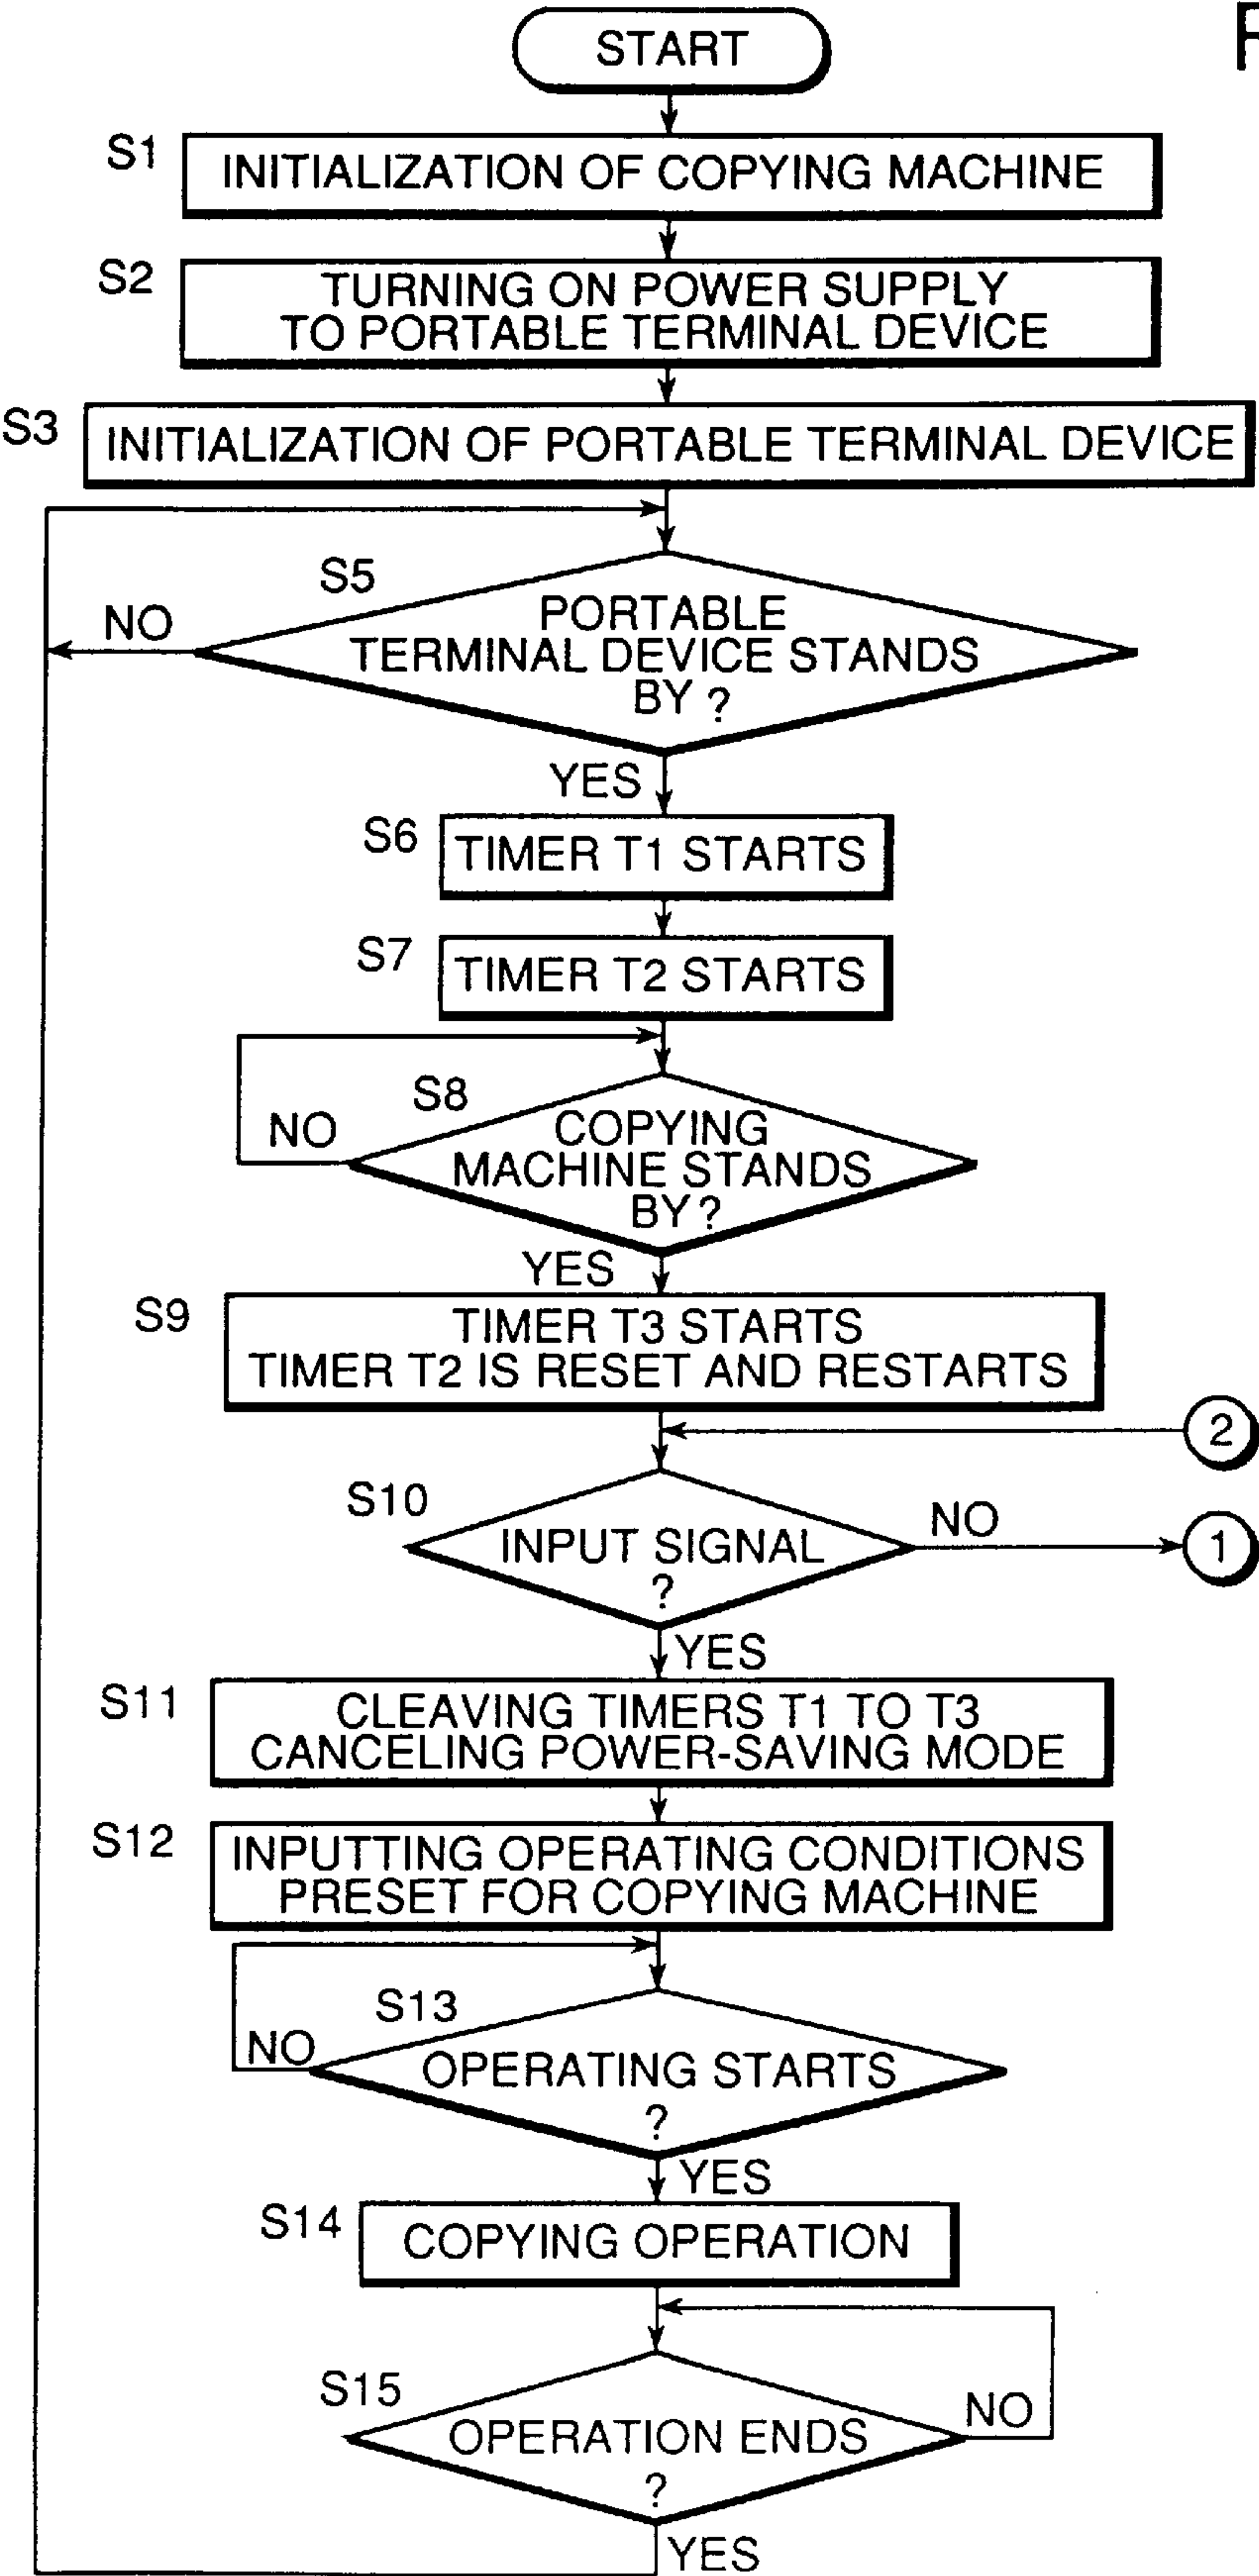 START
S1
INITIALIZATION OF COPYING MACHINE
S2
TURNING ON POWER SUPPLY
TO PORTABLE TERMINAL DEVICE
S3
INITIALIZATION OF PORTABLE TERMINAL DEVICE
S5
NO
PORTABLE
TERMINAL DEVICE STANDS
BY ?
YES
S6
TIMER T1 STARTS
S7
TIMER T2 STARTS
S8
NO
COPYING
MACHINE STANDS
BY ?
YES
S9
TIMER T3 STARTS
TIMER T2 IS RESET AND RESTARTS
2
S10
INPUT SIGNAL
?
NO
1
YES
S11
CLEAVING TIMERS T1 TO T3
CANCELING POWER-SAVING MODE
S12
INPUTTING OPERATING CONDITIONS
PRESET FOR COPYING MACHINE
S13
NO
OPERATING STARTS
?
YES
S14
COPYING OPERATION
S15
OPERATION ENDS
?
NO
YES